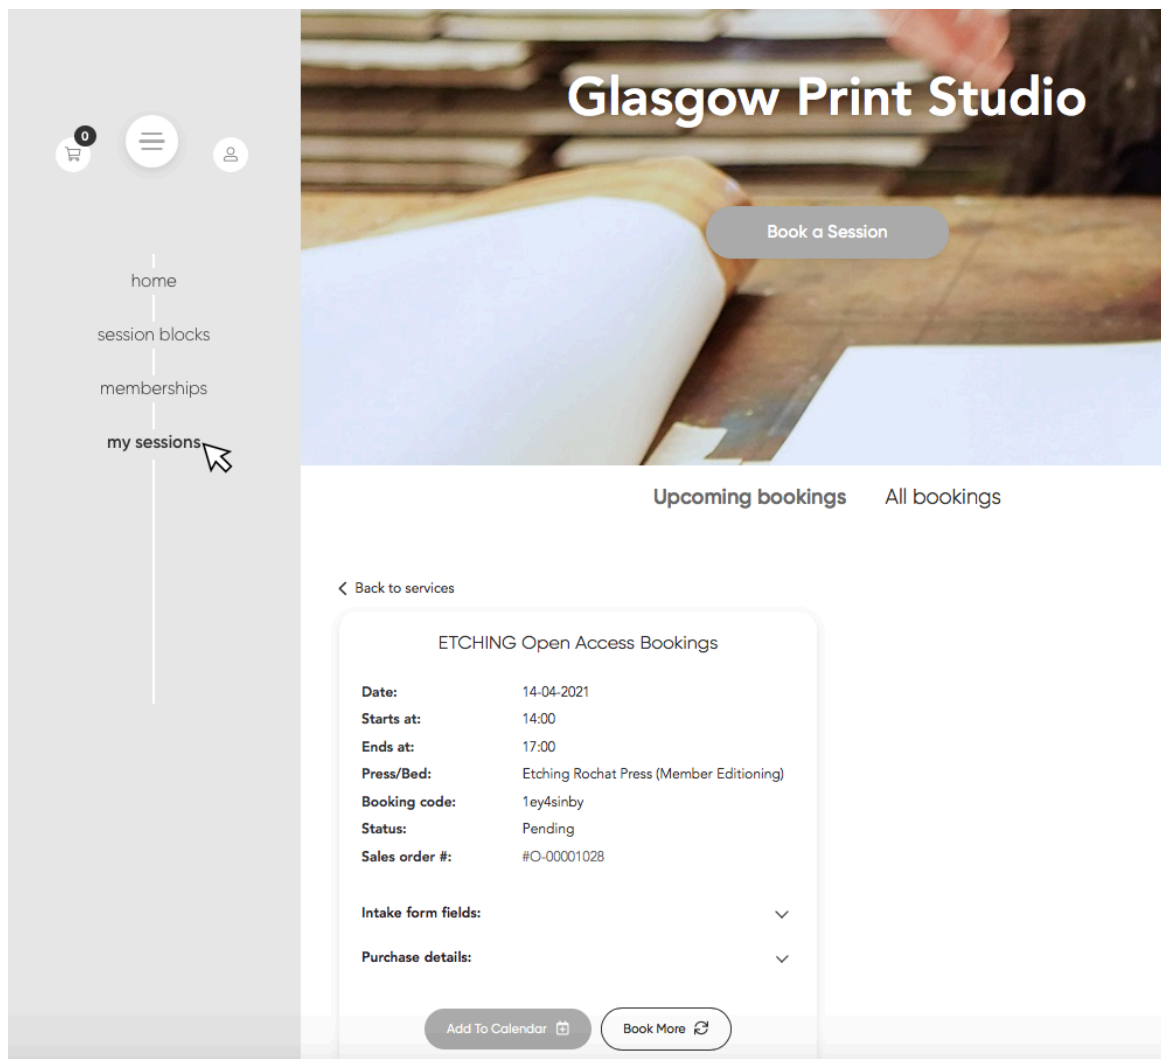 0
home
session blocks
memberships
my sessions
Glasgow Print Studio
Book a Session
Upcoming bookings All bookings
Back to services
ETCHING Open Access Bookings
Date: 14-04-2021
Starts at: 14:00
Ends at: 17:00
Press/Bed: Etching Rochat Press (Member Editioning)
Booking code: 1ey4sinby
Status: Pending
Sales order #: #O-00001028
Intake form fields:
Purchase details:
Add To Calendar Book More